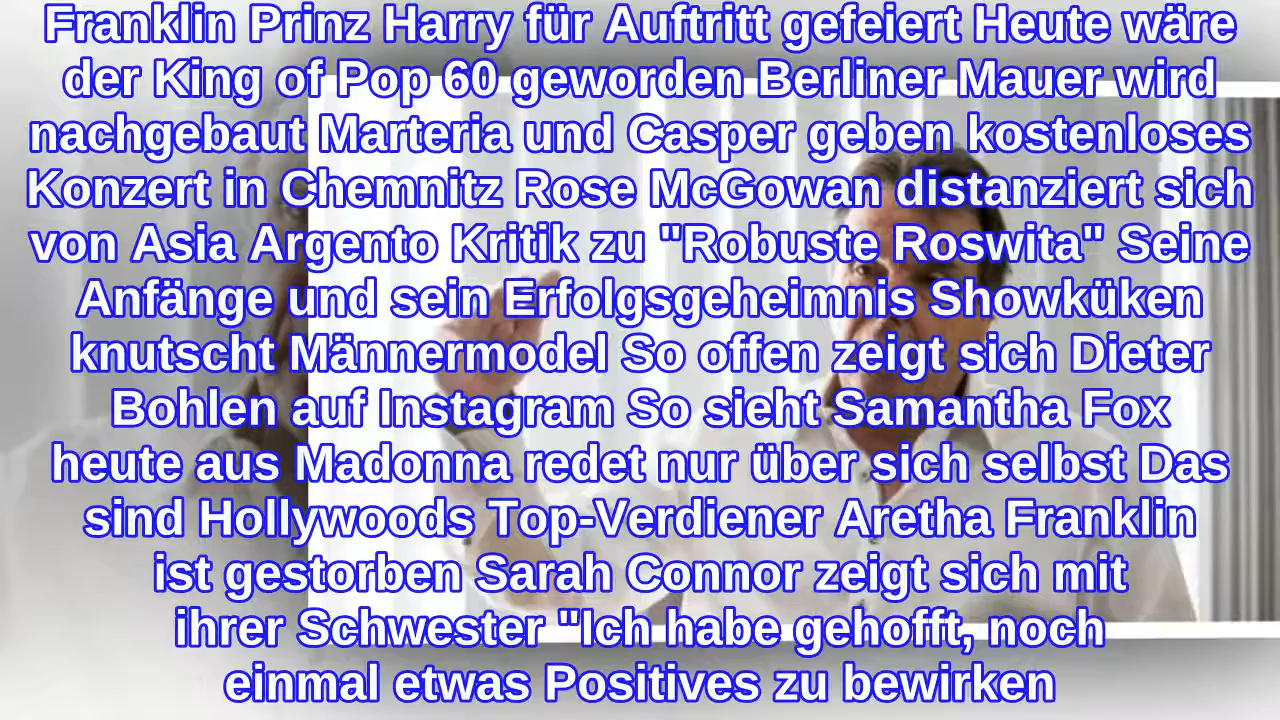 Franklin Prinz Harry für Auftritt gefeiert Heute wäre
der King of Pop 60 geworden Berliner Mauer wird
nachgebaut Marteria und Casper geben kostenloses
Konzert in Chemnitz Rose McGowan distanziert sich
von Asia Argento Kritik zu "Robuste Roswita" Seine
Anfänge und sein Erfolgsgeheimnis Showküken
knutscht Männermodel So offen zeigt sich Dieter
Bohlen auf Instagram So sieht Samantha Fox
heute aus Madonna redet nur über sich selbst Das
sind Hollywoods Top-Verdiener Aretha Franklin
ist gestorben Sarah Connor zeigt sich mit
ihrer Schwester "Ich habe gehofft, noch
einmal etwas Positives zu bewirken